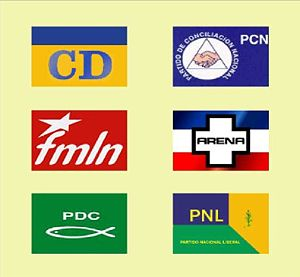 CD
PARTIDO DE CONCILIACION NACIONAL
PCN
fmln
ARENA
PDC
PNL
PARTIDO NACIONAL LIBERAL